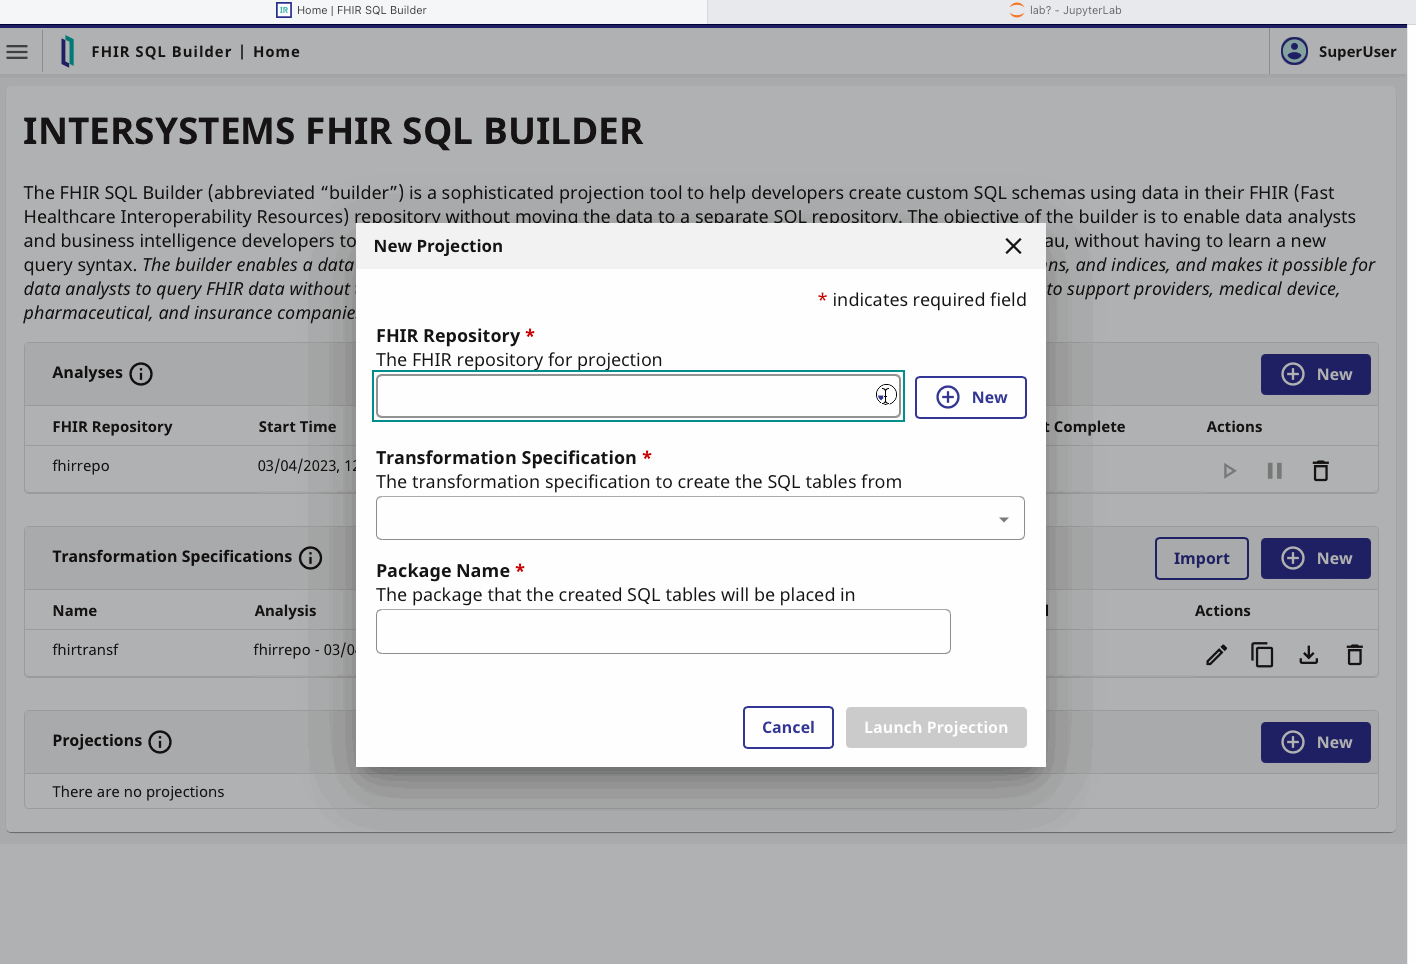 Home | FHIR SQL Builder
lab? - JupyterLab
FHIR SQL Builder | Home
SuperUser
INTERSYSTEMS FHIR SQL BUILDER
The FHIR SQL Builder (abbreviated “builder”) is a sophisticated projection tool to help developers create custom SQL schemas using data in their FHIR (Fast
Healthcare Interoperability Resources) repository without moving the data to a separate SQL repository. The objective of the builder is to enable data analysts
and business intelligence developers to
au, without having to learn a new
query syntax. The builder enables a data
ns, and indices, and makes it possible for
data analysts to query FHIR data without
to support providers, medical device,
pharmaceutical, and insurance companie
New Projection
* indicates required field
FHIR Repository *
The FHIR repository for projection
New
Transformation Specification *
The transformation specification to create the SQL tables from
Package Name *
The package that the created SQL tables will be placed in
Cancel
Launch Projection
Analyses
New
FHIR Repository
Start Time
t Complete
Actions
fhirrepo
03/04/2023, 12
Transformation Specifications
Import
New
Name
Analysis
Actions
fhirtransf
fhirrepo - 03/0
Projections
New
There are no projections